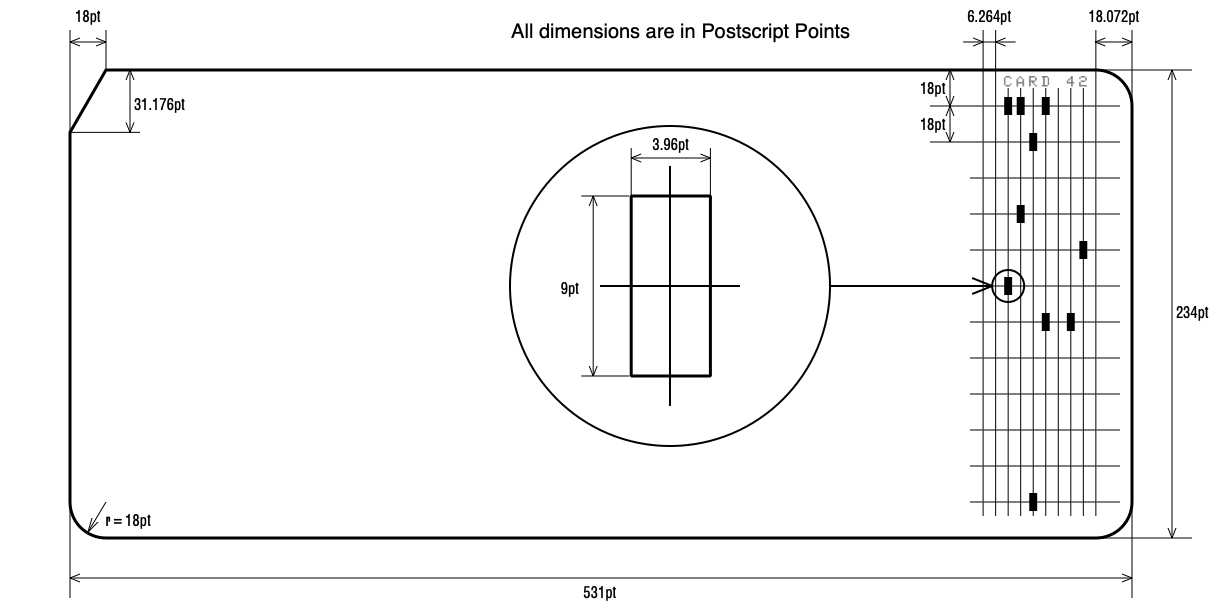 18pt
All dimensions are in Postscript Points
6.264pt
18.072pt
31.176pt
18pt
CARD 42
18pt
3.96pt
9pt
234pt
r = 18pt
531pt